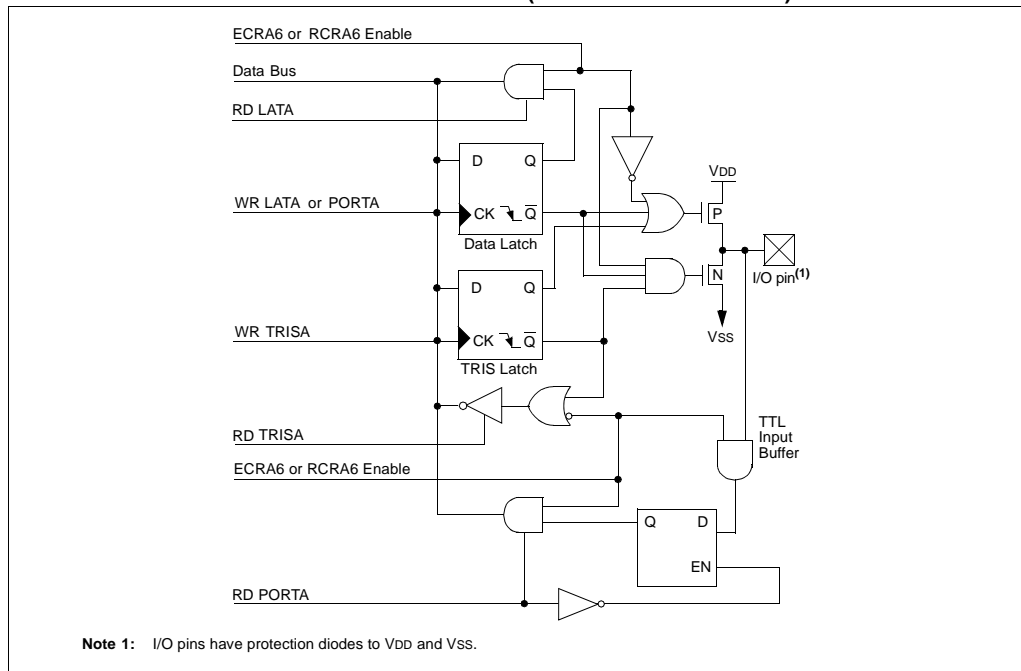 ECRA6 or RCRA6 Enable
Data Bus
RD LATA
D Q
VDD
WR LATA or PORTA
CK Q
P
Data Latch
I/O pin(1)
D Q
N
WR TRISA
CK Q
VSS
TRIS Latch
TTL
Input
Buffer
RD TRISA
ECRA6 or RCRA6 Enable
Q D
EN
RD PORTA
Note 1: I/O pins have protection diodes to VDD and VSS.